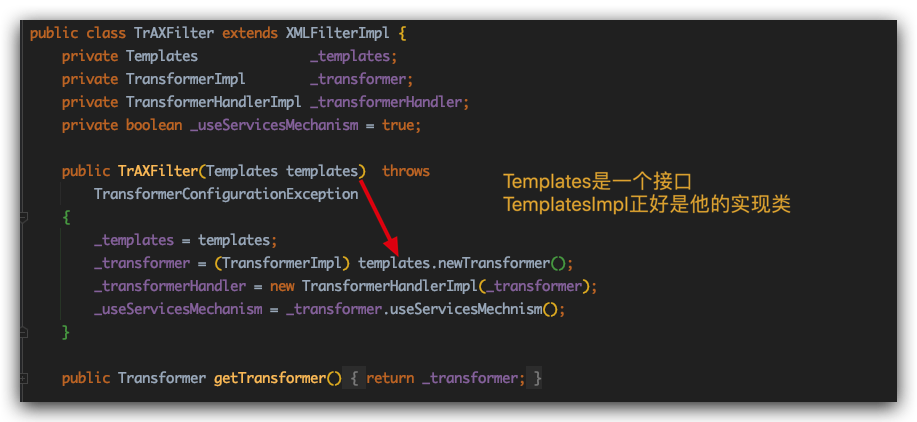 public class TrAXFilter extends XMLFilterImpl {
private Templates _templates;
private TransformerImpl _transformer;
private TransformerHandlerImpl _transformerHandler;
private boolean _useServicesMechanism = true;
public TrAXFilter(Templates templates) throws
TransformerConfigurationException
{
_templates = templates;
_transformer = (TransformerImpl) templates.newTransformer();
_transformerHandler = new TransformerHandlerImpl(_transformer);
_useServicesMechanism = _transformer.useServicesMechnism();
}
public Transformer getTransformer() { return _transformer; }
Templates是一个接口
TemplatesImpl正好是他的实现类